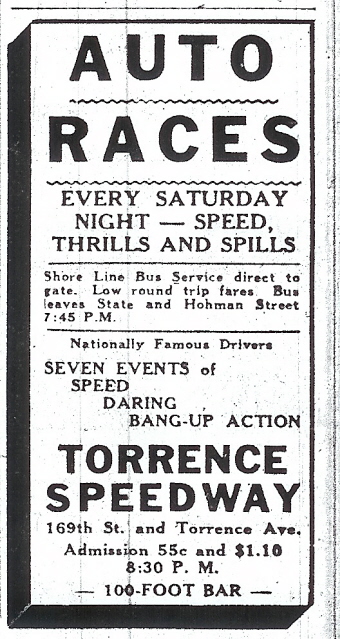 AUTO
RACES
EVERY SATURDAY
NIGHT — SPEED,
THRILLS AND SPILLS
Shore Line Bus Service direct to
gate. Low round trip fares. Bus
leaves State and Hohman Street
7:45 P.M.
Nationally Famous Drivers
SEVEN EVENTS of
SPEED
DARING
BANG-UP ACTION
TORRENCE
SPEEDWAY
169th St. and Torrence Ave.
Admission 55c and $1.10
8:30 P. M.
— 100-FOOT BAR —